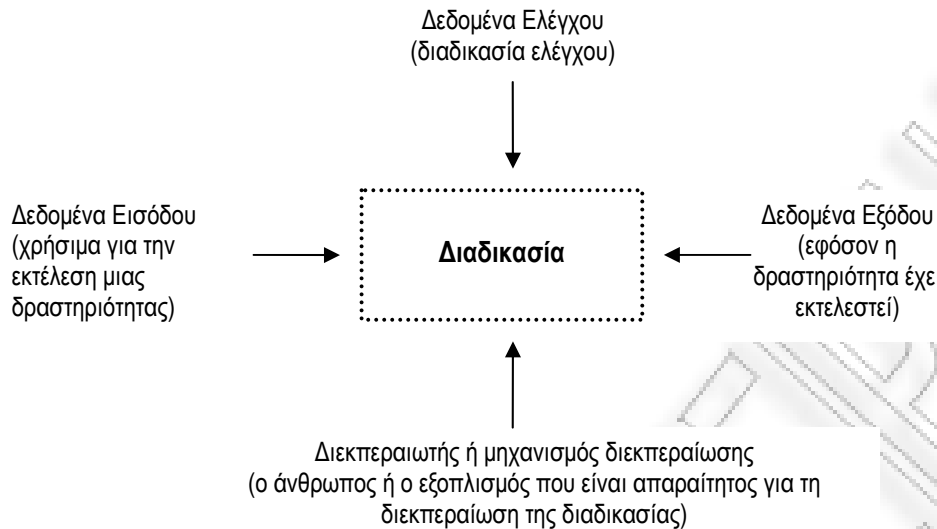 Δεδομένα Ελέγχου
(διαδικασία ελέγχου)
Δεδομένα Εισόδου
(χρήσιμα για την
εκτέλεση μιας
δραστηριότητας)
Διαδικασία
Δεδομένα Εξόδου
(εφόσον η
δραστηριότητα έχε
εκτελεστεί)
Διεκπεραιωτής ή μηχανισμός διεκπεραίωσης
(ο άνθρωπος ή ο εξοπλισμός που είναι απαραίτητος για τη
διεκπεραίωση της διαδικασίας)